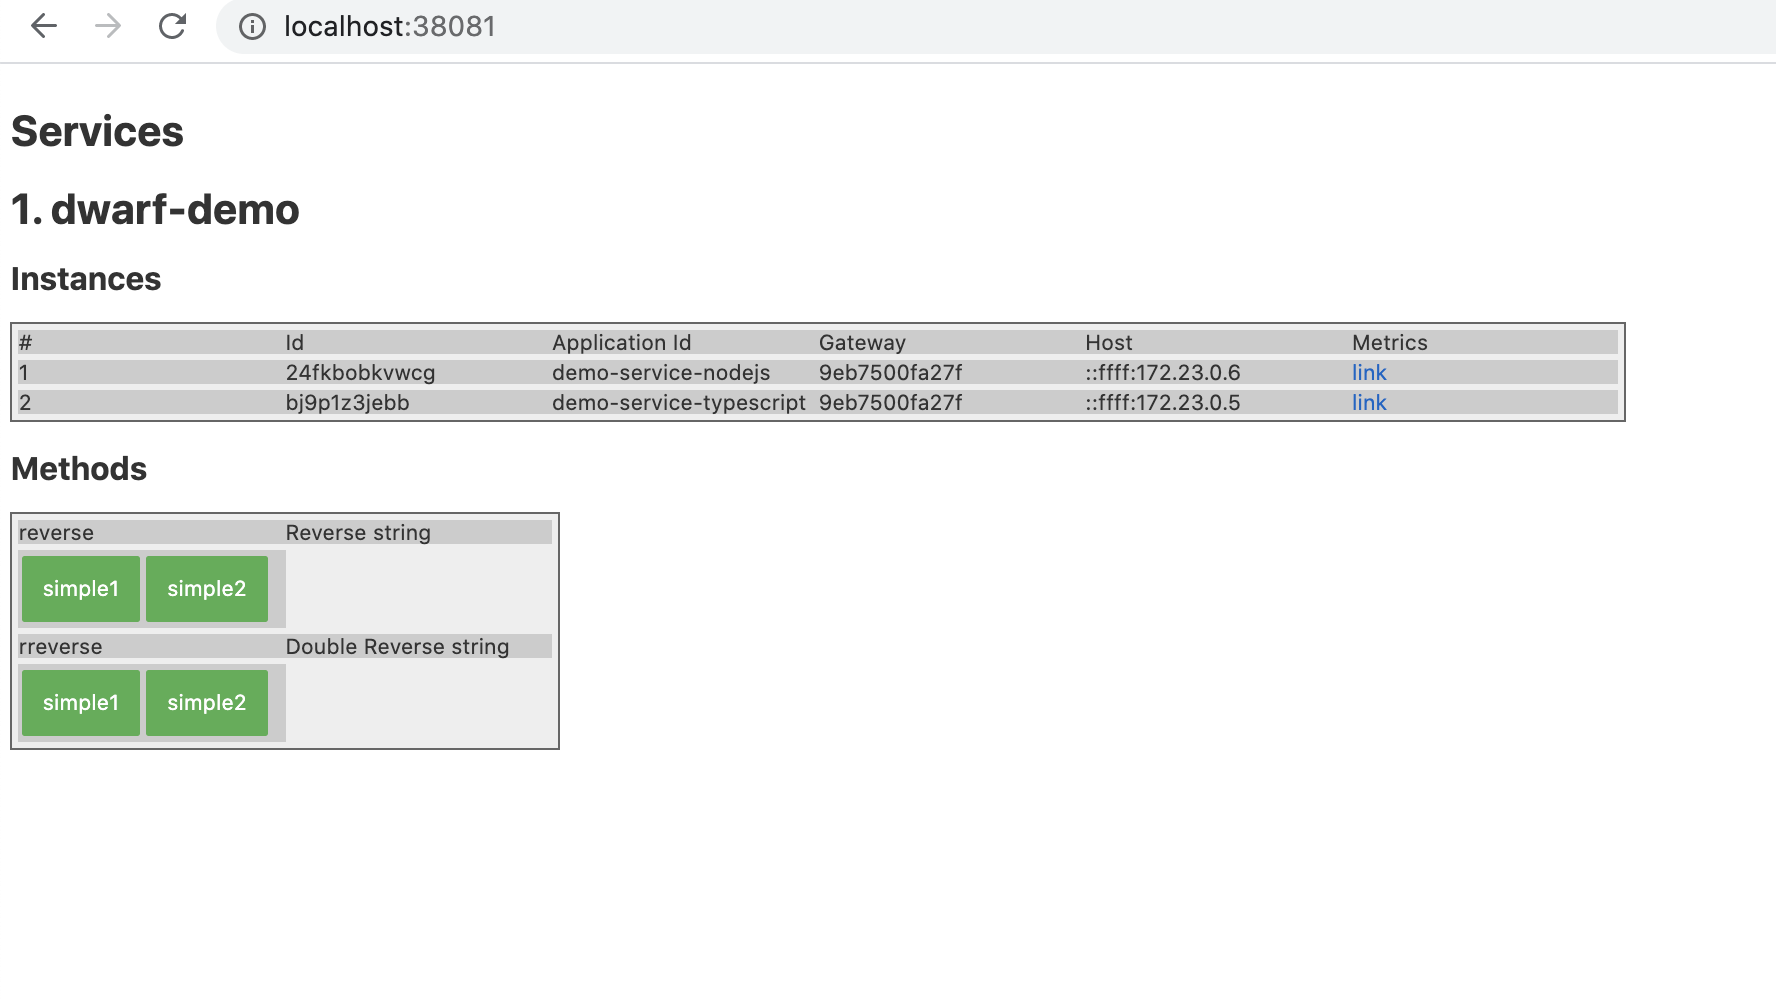 localhost:38081
Services
1. dwarf-demo
Instances
# Id Application Id Gateway Host Metrics
1 24fkbobkvwcg demo-service-nodejs 9eb7500fa27f ::ffff:172.23.0.6 link
2 bj9p1z3jebb demo-service-typescript 9eb7500fa27f ::ffff:172.23.0.5 link
Methods
reverse Reverse string
simple1 simple2
rreverse Double Reverse string
simple1 simple2